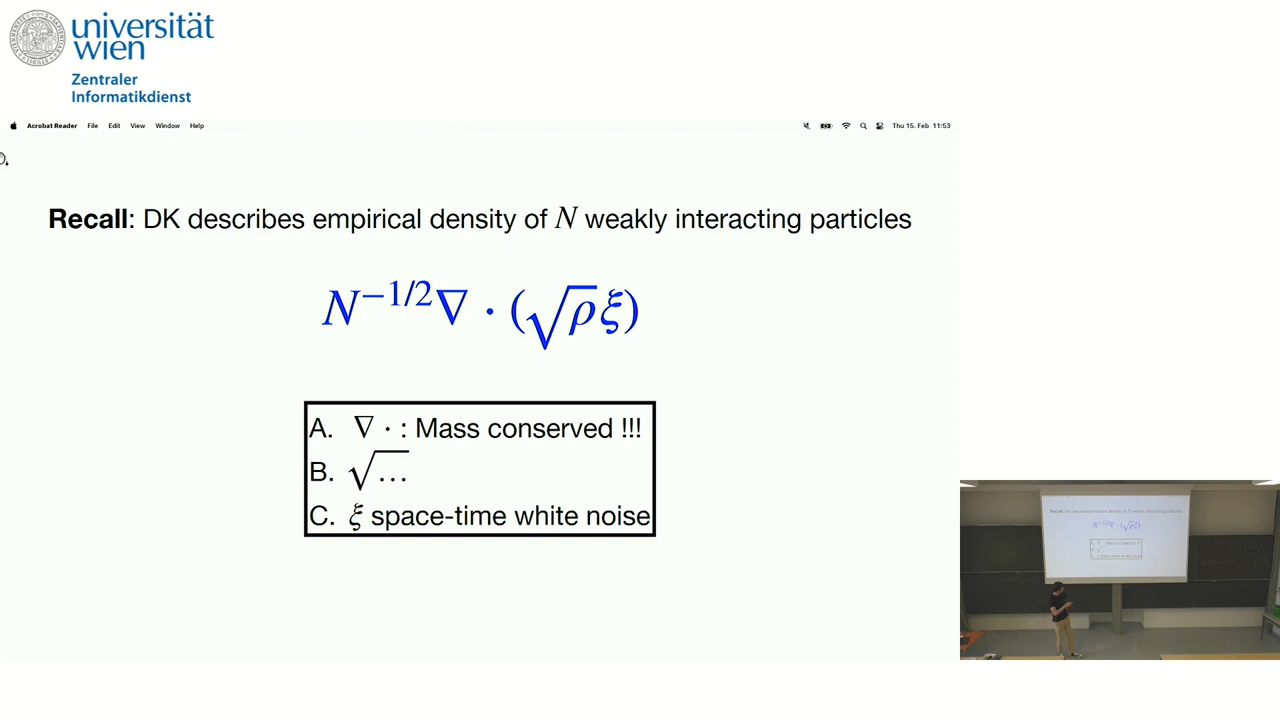 universität
wien
Zentraler
Informatikdienst
Acrobat Reader File Edit View Window Help Thu 15. Feb 11:53
Recall: DK describes empirical density of N weakly interacting particles
N^{-1/2}∇ · (√ρ ξ)
A. ∇ · : Mass conserved !!!
B. √...
C. ξ space-time white noise